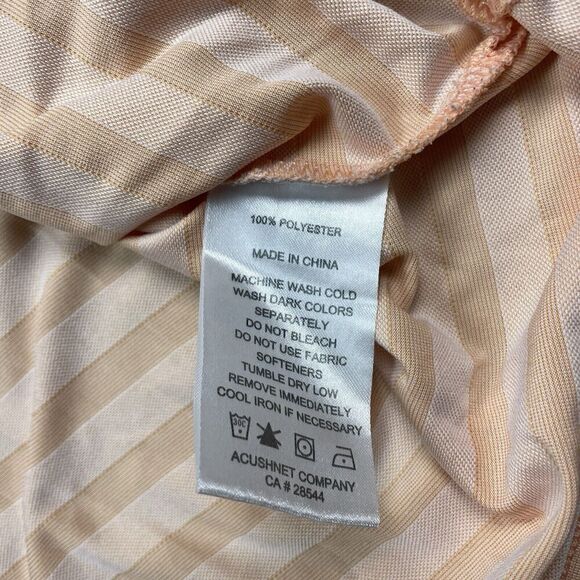 100% POLYESTER
MADE IN CHINA
MACHINE WASH COLD
WASH DARK COLORS
SEPARATELY
DO NOT BLEACH
DO NOT USE FABRIC
SOFTENERS
TUMBLE DRY LOW
REMOVE IMMEDIATELY
COOL IRON IF NECESSARY
30C
ACUSHNET COMPANY
CA # 28544